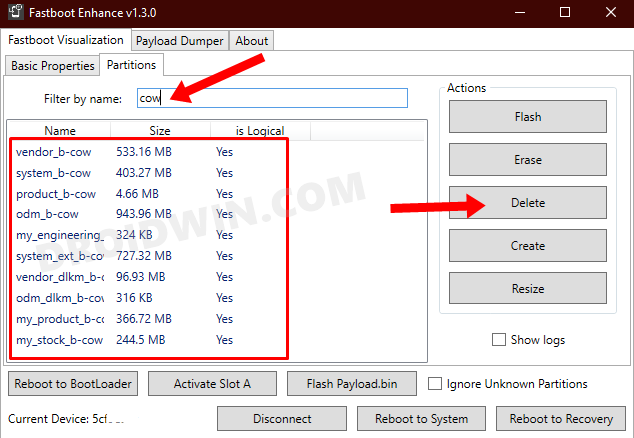 Fastboot Enhance v1.3.0
Fastboot Visualization Payload Dumper About
Basic Properties Partitions
Filter by name: cow
Actions
Name Size is Logical
Flash
vendor_b-cow 533.16 MB Yes
Erase
system_b-cow 403.27 MB Yes
product_b-cow 4.66 MB Yes
Delete
odm_b-cow 943.96 MB Yes
my_engineering_ 324 KB Yes
Create
system_ext_b-cov 727.32 MB Yes
vendor_dlkm_b-c 96.93 MB Yes
Resize
odm_dlkm_b-cow 316 KB Yes
my_product_b-co 366.72 MB Yes
my_stock_b-cow 244.5 MB Yes
Show logs
DROIDWIN.COM
Reboot to BootLoader Activate Slot A Flash Payload.bin Ignore Unknown Partitions
Current Device: Disconnect Reboot to System Reboot to Recovery